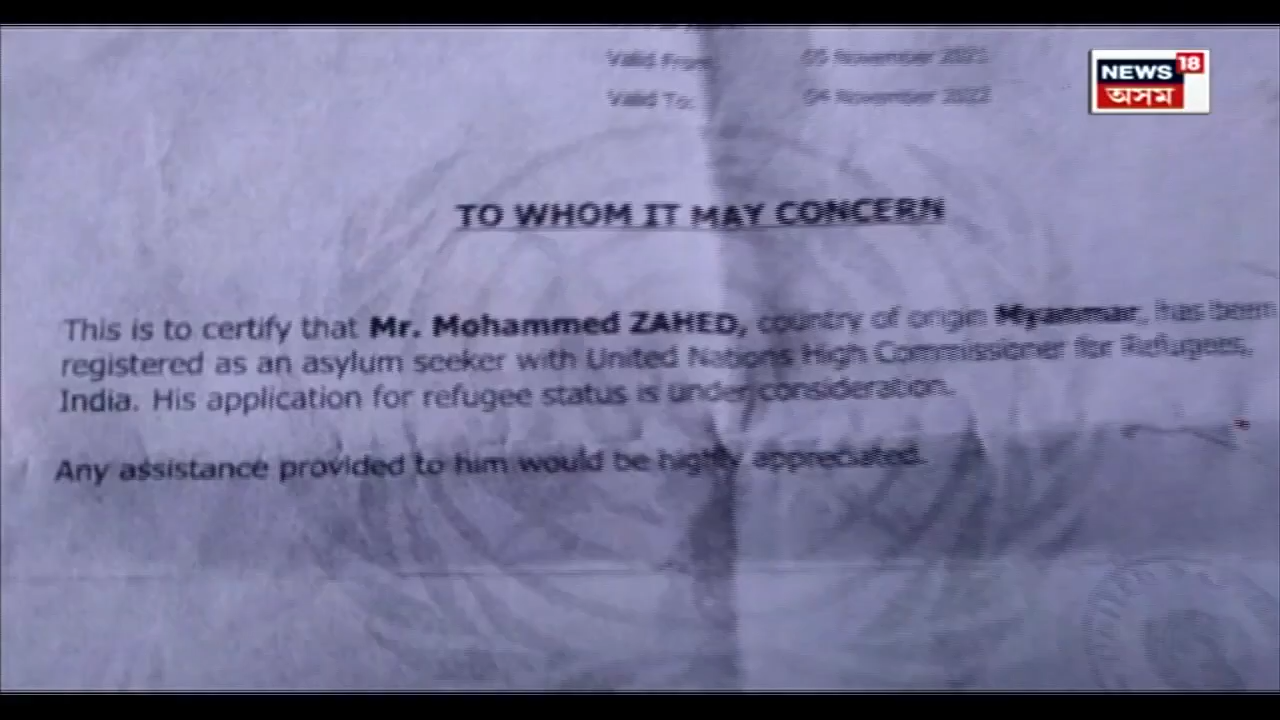 Valid From: 05 November 2021
Valid To: 04 November 2022
NEWS 18
অসম
TO WHOM IT MAY CONCERN
This is to certify that Mr. Mohammed ZAHED, country of origin Myanmar, has been
registered as an asylum seeker with United Nations High Commissioner for Refugees,
India. His application for refugee status is under consideration.
Any assistance provided to him would be highly appreciated.